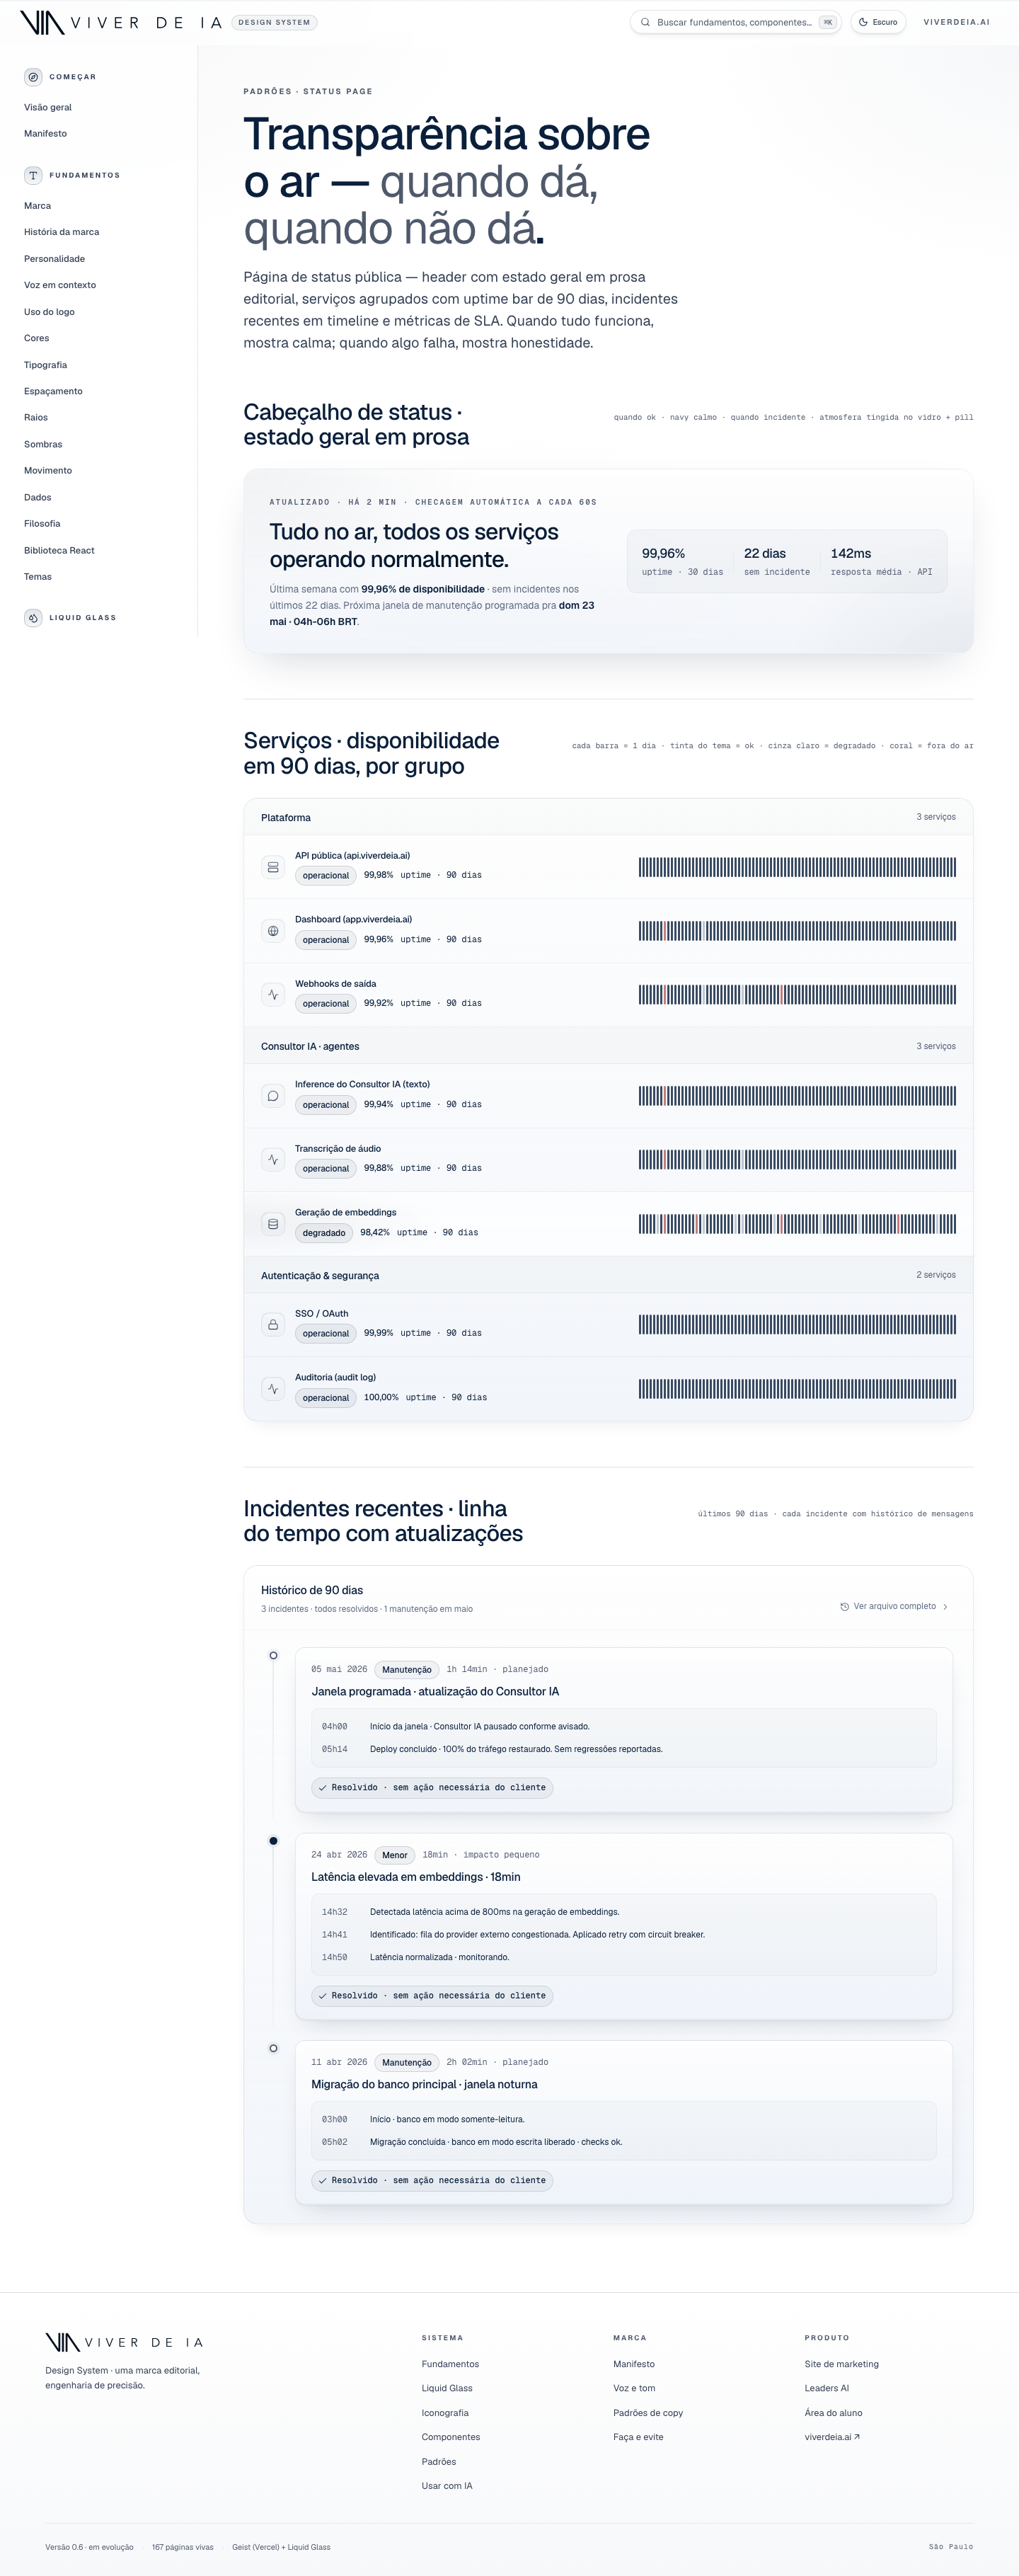 VIVER DE IA
DESIGN SYSTEM
Buscar fundamentos, componentes…
⌘K
Escuro
VIVERDEIA.AI
COMEÇAR
Visão geral
Manifesto
FUNDAMENTOS
Marca
História da marca
Personalidade
Voz em contexto
Uso do logo
Cores
Tipografia
Espaçamento
Raios
Sombras
Movimento
Dados
Filosofia
Biblioteca React
Temas
LIQUID GLASS
PADRÕES · STATUS PAGE
Transparência sobre
o ar — quando dá,
quando não dá.
Página de status pública — header com estado geral em prosa
editorial, serviços agrupados com uptime bar de 90 dias, incidentes
recentes em timeline e métricas de SLA. Quando tudo funciona,
mostra calma; quando algo falha, mostra honestidade.
Cabeçalho de status ·
estado geral em prosa
quando ok · navy calmo · quando incidente · atmosfera tingida no vidro + pill
ATUALIZADO · HÁ 2 MIN · CHECAGEM AUTOMÁTICA A CADA 60S
Tudo no ar, todos os serviços
operando normalmente.
Última semana com 99,96% de disponibilidade · sem incidentes nos
últimos 22 dias. Próxima janela de manutenção programada pra dom 23
mai · 04h-06h BRT.
99,96%
uptime · 30 dias
22 dias
sem incidente
142ms
resposta média · API
Serviços · disponibilidade
em 90 dias, por grupo
cada barra = 1 dia · tinta do tema = ok · cinza claro = degradado · coral = fora do ar
Plataforma
3 serviços
API pública (api.viverdeia.ai)
operacional 99,98% uptime · 90 dias
Dashboard (app.viverdeia.ai)
operacional 99,96% uptime · 90 dias
Webhooks de saída
operacional 99,92% uptime · 90 dias
Consultor IA · agentes
3 serviços
Inference do Consultor IA (texto)
operacional 99,94% uptime · 90 dias
Transcrição de áudio
operacional 99,88% uptime · 90 dias
Geração de embeddings
degradado 98,42% uptime · 90 dias
Autenticação & segurança
2 serviços
SSO / OAuth
operacional 99,99% uptime · 90 dias
Auditoria (audit log)
operacional 100,00% uptime · 90 dias
Incidentes recentes · linha
do tempo com atualizações
últimos 90 dias · cada incidente com histórico de mensagens
Histórico de 90 dias
3 incidentes · todos resolvidos · 1 manutenção em maio
Ver arquivo completo
05 mai 2026 Manutenção 1h 14min · planejado
Janela programada · atualização do Consultor IA
04h00 Início da janela · Consultor IA pausado conforme avisado.
05h14 Deploy concluído · 100% do tráfego restaurado. Sem regressões reportadas.
Resolvido · sem ação necessária do cliente
24 abr 2026 Menor 18min · impacto pequeno
Latência elevada em embeddings · 18min
14h32 Detectada latência acima de 800ms na geração de embeddings.
14h41 Identificado: fila do provider externo congestionada. Aplicado retry com circuit breaker.
14h50 Latência normalizada · monitorando.
Resolvido · sem ação necessária do cliente
11 abr 2026 Manutenção 2h 02min · planejado
Migração do banco principal · janela noturna
03h00 Início · banco em modo somente-leitura.
05h02 Migração concluída · banco em modo escrita liberado · checks ok.
Resolvido · sem ação necessária do cliente
VIVER DE IA
Design System · uma marca editorial,
engenharia de precisão.
SISTEMA
Fundamentos
Liquid Glass
Iconografia
Componentes
Padrões
Usar com IA
MARCA
Manifesto
Voz e tom
Padrões de copy
Faça e evite
PRODUTO
Site de marketing
Leaders AI
Área do aluno
viverdeia.ai ↗
Versão 0.6 · em evolução
167 páginas vivas
Geist (Vercel) + Liquid Glass
São Paulo